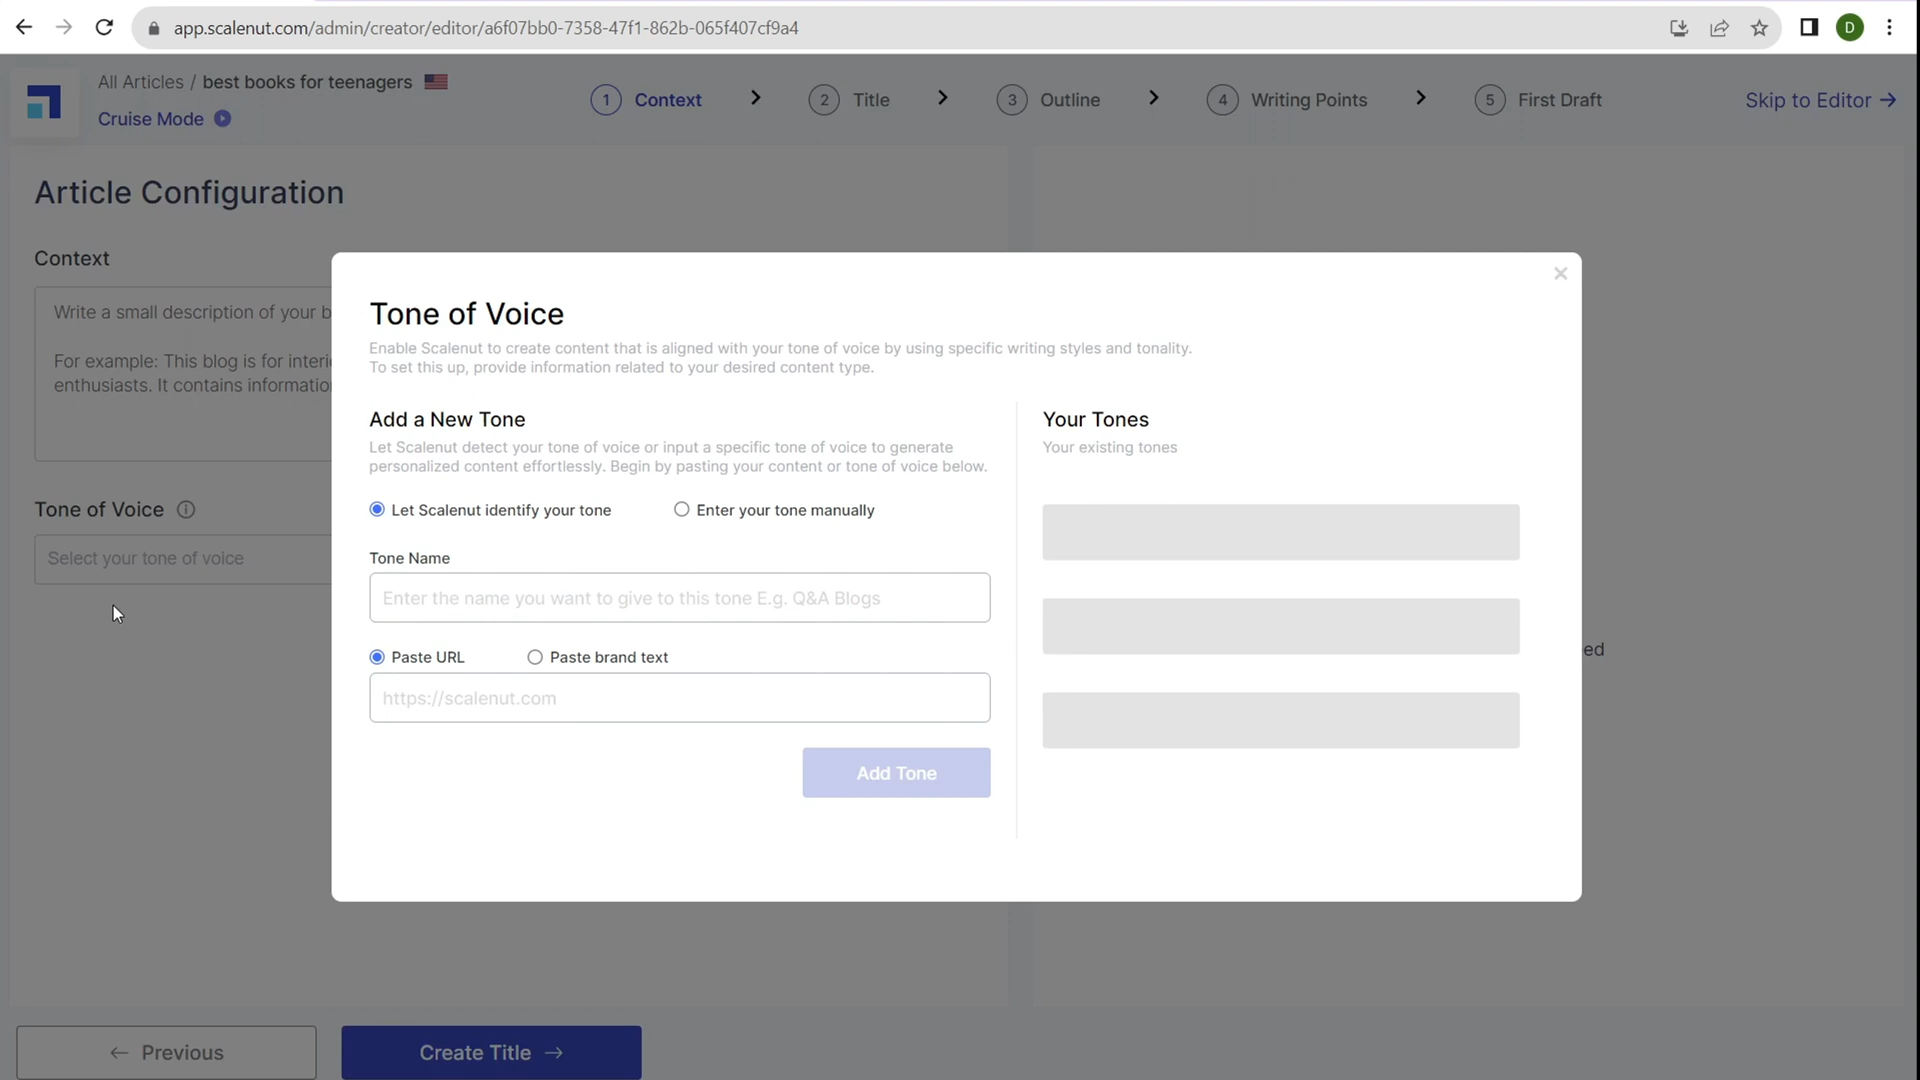 app.scalenut.com/admin/creator/editor/a6f07bb0-7358-47f1-862b-065f407cf9a4
D
All Articles / best books for teenagers
Cruise Mode
1 Context
2 Title
3 Outline
4 Writing Points
5 First Draft
Skip to Editor →
Article Configuration
Context
Write a small description of your b
For example: This blog is for interi
enthusiasts. It contains informatio
Tone of Voice
Select your tone of voice
Tone of Voice
Enable Scalenut to create content that is aligned with your tone of voice by using specific writing styles and tonality.
To set this up, provide information related to your desired content type.
Add a New Tone
Let Scalenut detect your tone of voice or input a specific tone of voice to generate
personalized content effortlessly. Begin by pasting your content or tone of voice below.
Let Scalenut identify your tone
Enter your tone manually
Tone Name
Enter the name you want to give to this tone E.g. Q&A Blogs
Paste URL
Paste brand text
https://scalenut.com
Add Tone
Your Tones
Your existing tones
ed
← Previous
Create Title →